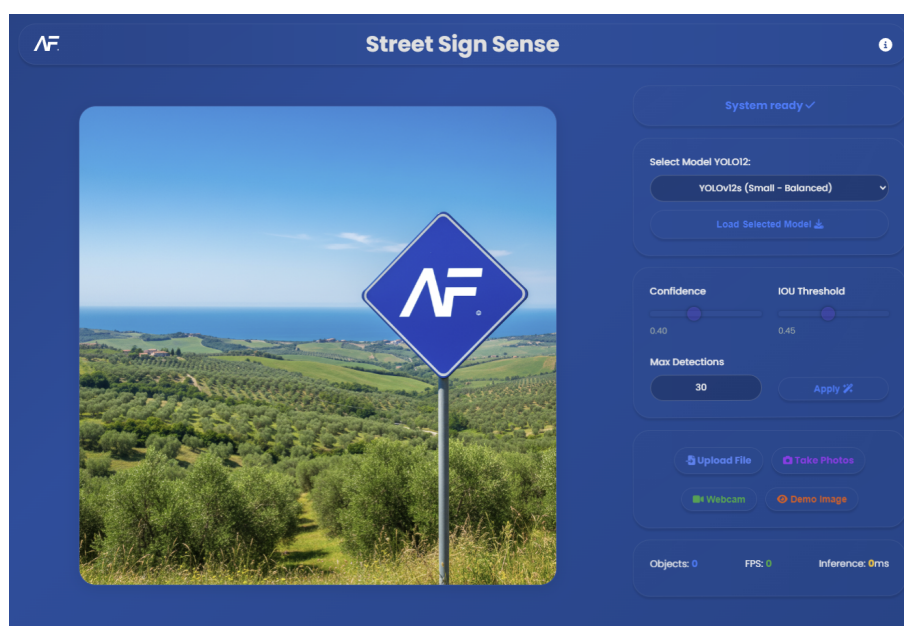 AF.
Street Sign Sense
System ready
Select Model YOLO12:
YOLOv12s (Small - Balanced)
Load Selected Model
Confidence
IOU Threshold
0.40
0.45
Max Detections
30
Apply
Upload File
Take Photos
Webcam
Demo Image
Objects: 0
FPS: 0
Inference: 0ms
AF.